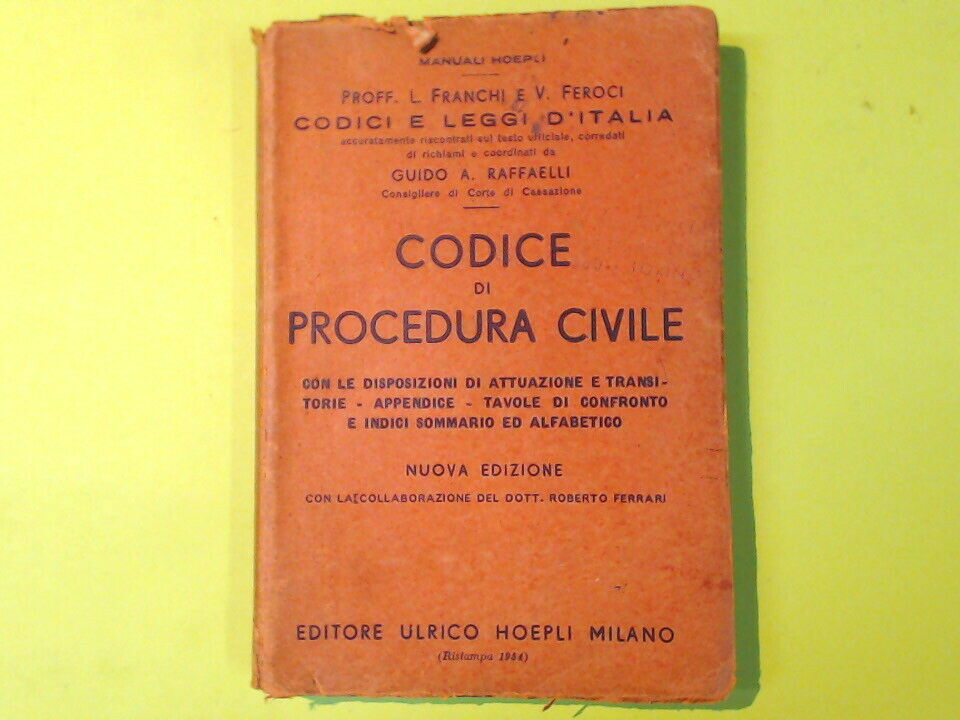 MANUALI HOEPLI
PROFF. L. FRANCHI E V. FEROCI
CODICI E LEGGI D'ITALIA
accuratamente riscontrati sul testo ufficiale, corredati
di richiami e coordinati da
GUIDO A. RAFFAELLI
Consigliere di Corte di Cassazione
CODICE
DI
PROCEDURA CIVILE
CON LE DISPOSIZIONI DI ATTUAZIONE E TRANSI-
TORIE - APPENDICE - TAVOLE DI CONFRONTO
E INDICI SOMMARIO ED ALFABETICO
NUOVA EDIZIONE
CON LA COLLABORAZIONE DEL DOTT. ROBERTO FERRARI
EDITORE ULRICO HOEPLI MILANO
(Ristampa 1954)